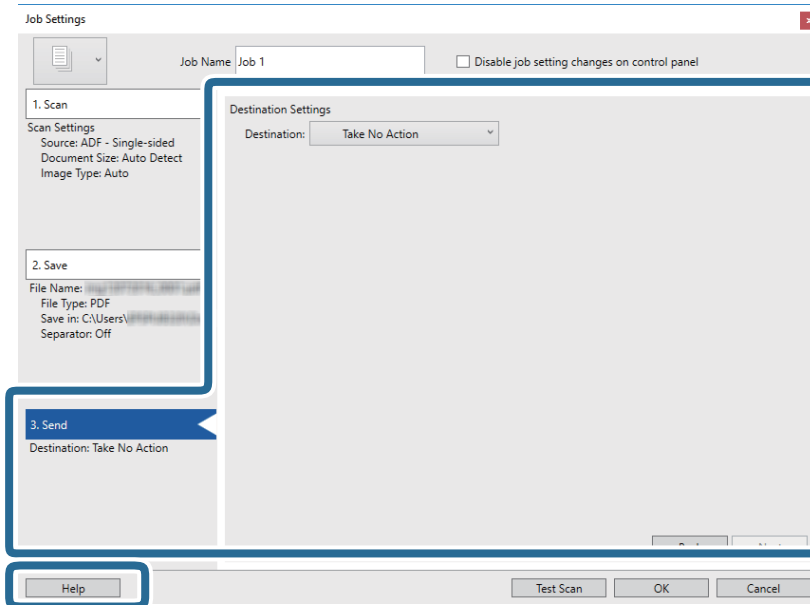 Job Settings
Job Name Job 1
Disable job setting changes on control panel
1. Scan
Scan Settings
Source: ADF - Single-sided
Document Size: Auto Detect
Image Type: Auto
2. Save
File Name:
File Type: PDF
Save in: C:\Users\
Separator: Off
3. Send
Destination: Take No Action
Destination Settings
Destination: Take No Action
Help
Test Scan
OK
Cancel